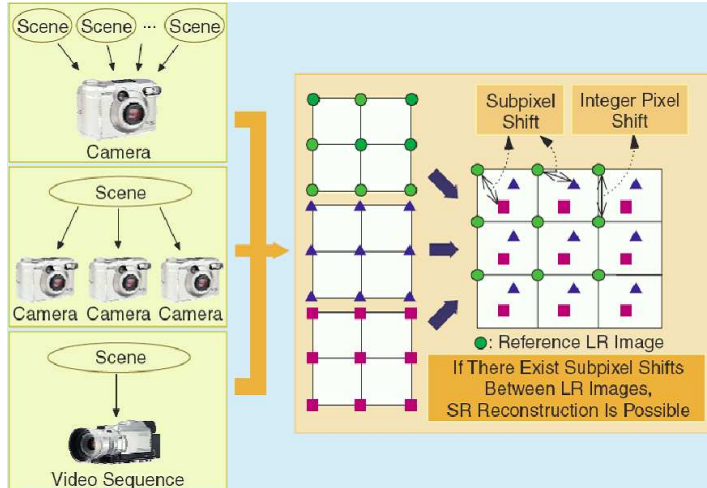 Scene Scene ... Scene
Camera
Scene
Camera Camera Camera
Scene
Video Sequence
Subpixel
Shift
Integer Pixel
Shift
: Reference LR Image
If There Exist Subpixel Shifts
Between LR Images,
SR Reconstruction Is Possible